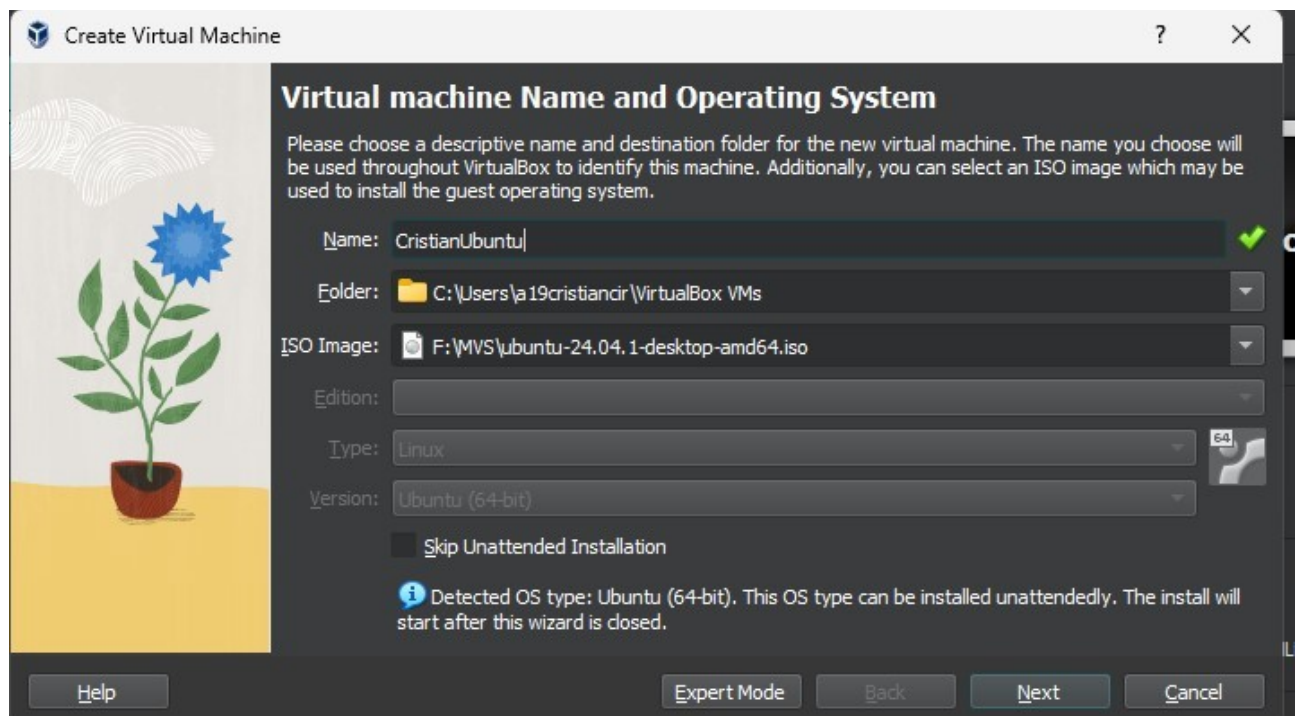 Create Virtual Machine
?
Virtual machine Name and Operating System
Please choose a descriptive name and destination folder for the new virtual machine. The name you choose will
be used throughout VirtualBox to identify this machine. Additionally, you can select an ISO image which may be
used to install the guest operating system.
Name: CristianUbuntu
Folder: C:\Users\a19cristiancir\VirtualBox VMs
ISO Image: F:\MVS\ubuntu-24.04.1-desktop-amd64.iso
Edition:
Type: Linux
64
Version: Ubuntu (64-bit)
Skip Unattended Installation
Detected OS type: Ubuntu (64-bit). This OS type can be installed unattendedly. The install will
start after this wizard is closed.
Help Expert Mode Back Next Cancel